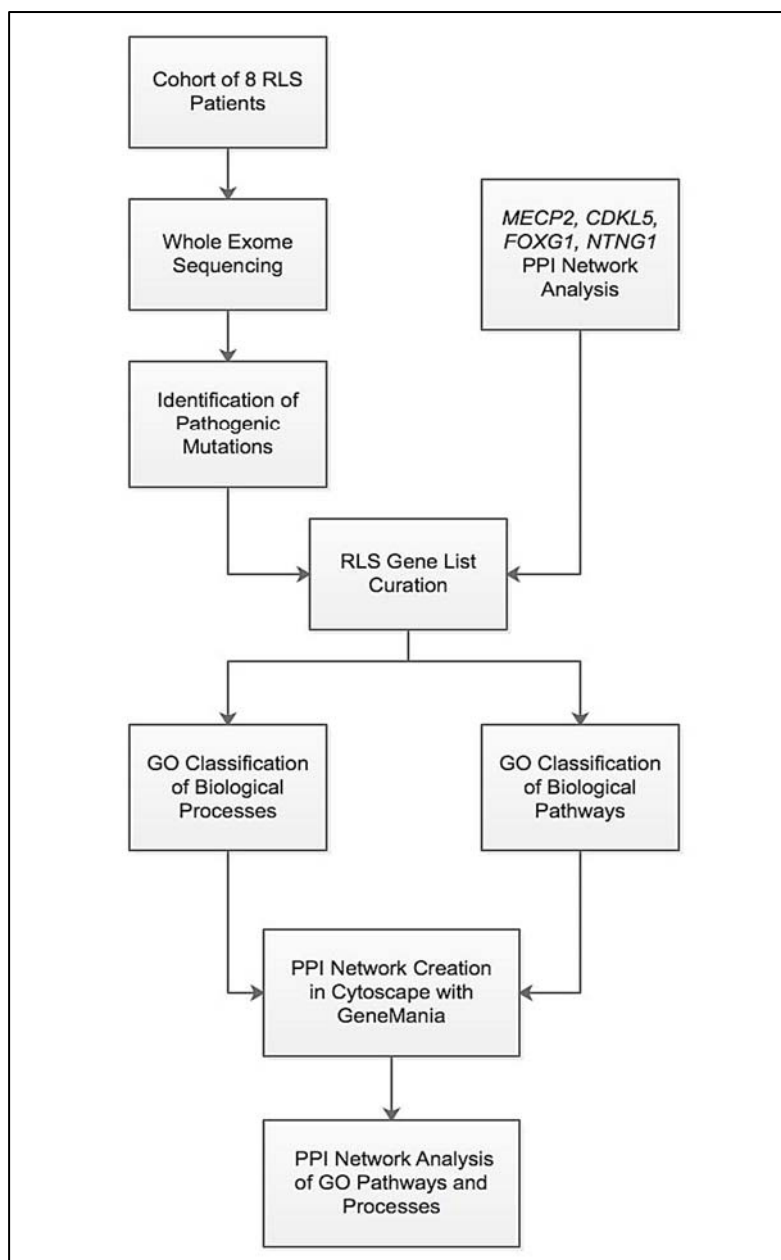 Cohort of 8 RLS
Patients
Whole Exome
Sequencing
MECP2, CDKL5,
FOXG1, NTNG1
PPI Network
Analysis
Identification of
Pathogenic
Mutations
RLS Gene List
Curation
GO Classification
of Biological
Processes
GO Classification
of Biological
Pathways
PPI Network Creation
in Cytoscape with
GeneMania
PPI Network Analysis
of GO Pathways and
Processes